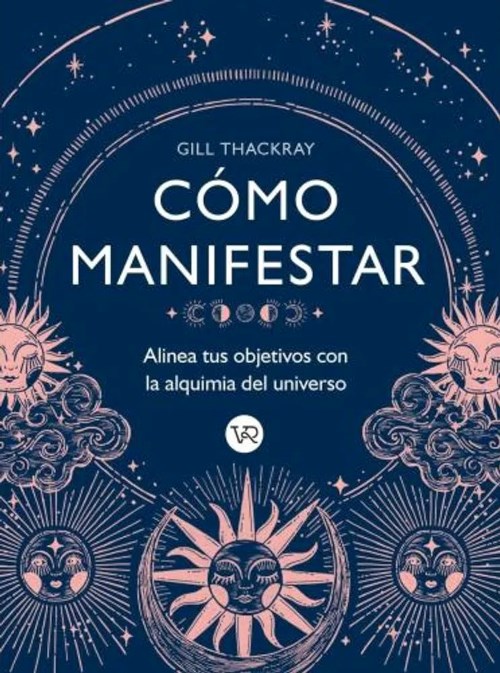 GILL THACKRAY
CÓMO
MANIFESTAR
Alinea tus objetivos con
la alquimia del universo
VR